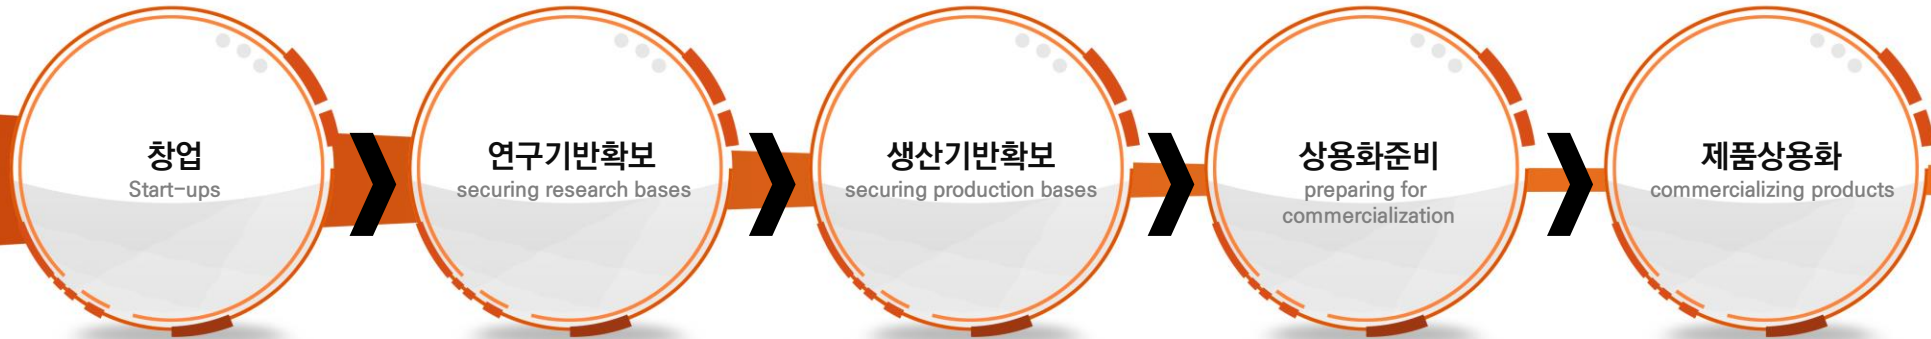 창업
Start-ups
연구기반확보
securing research bases
생산기반확보
securing production bases
상용화준비
preparing for
commercialization
제품상용화
commercializing products